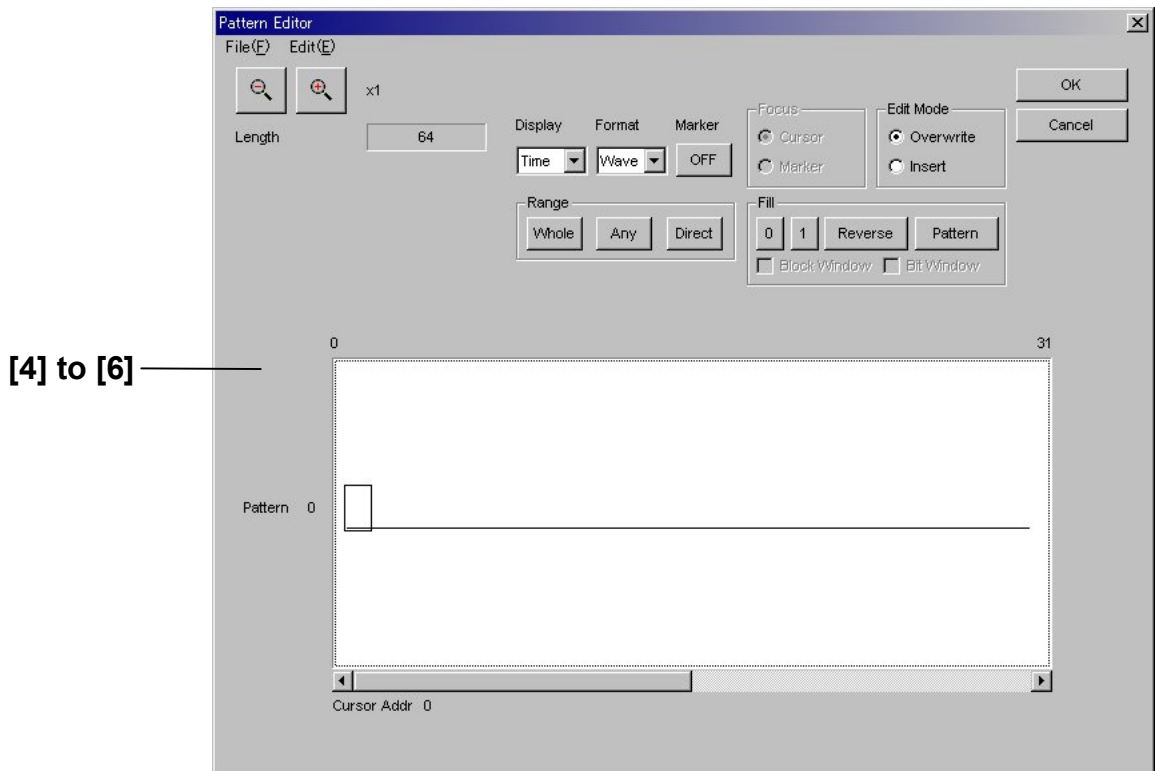 Pattern Editor
File(F) Edit(E)
x1
OK
Length 64
Display Format Marker
Focus
Edit Mode
Cancel
Time Wave OFF
Cursor
Marker
Overwrite
Insert
Range
Whole Any Direct
Fill
0 1 Reverse Pattern
Block Window Bit Window
0 31
[4] to [6]
Pattern 0
Cursor Addr 0